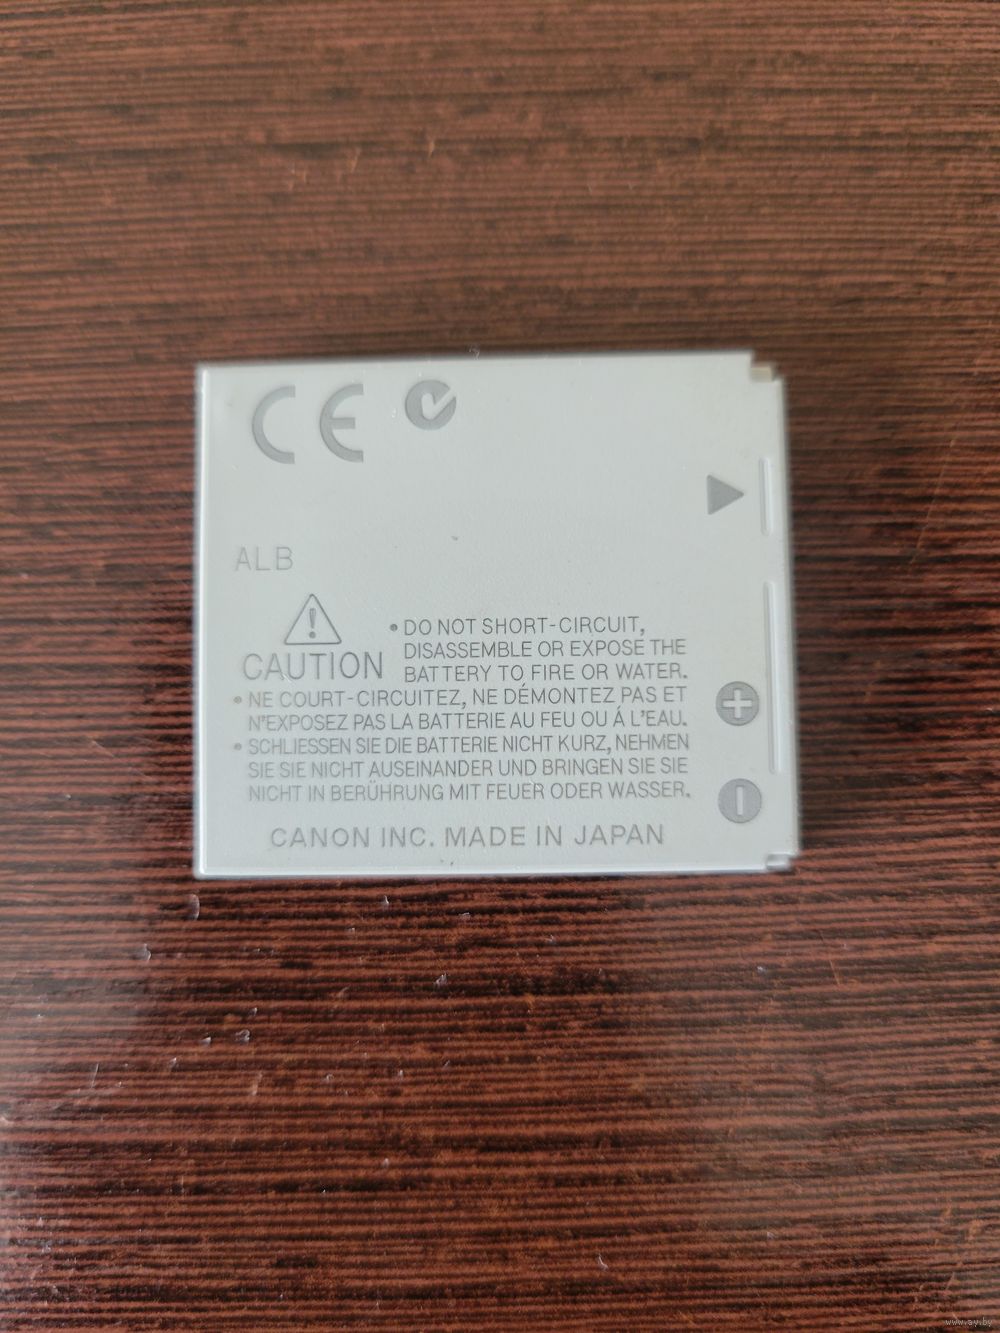 CE
ALB
CAUTION
• DO NOT SHORT-CIRCUIT,
DISASSEMBLE OR EXPOSE THE
BATTERY TO FIRE OR WATER.
• NE COURT-CIRCUITEZ, NE DÉMONTEZ PAS ET
N'EXPOSEZ PAS LA BATTERIE AU FEU OU Á L'EAU.
• SCHLIESSEN SIE DIE BATTERIE NICHT KURZ, NEHMEN
SIE SIE NICHT AUSEINANDER UND BRINGEN SIE SIE
NICHT IN BERÜHRUNG MIT FEUER ODER WASSER.
CANON INC. MADE IN JAPAN
www.ay.by